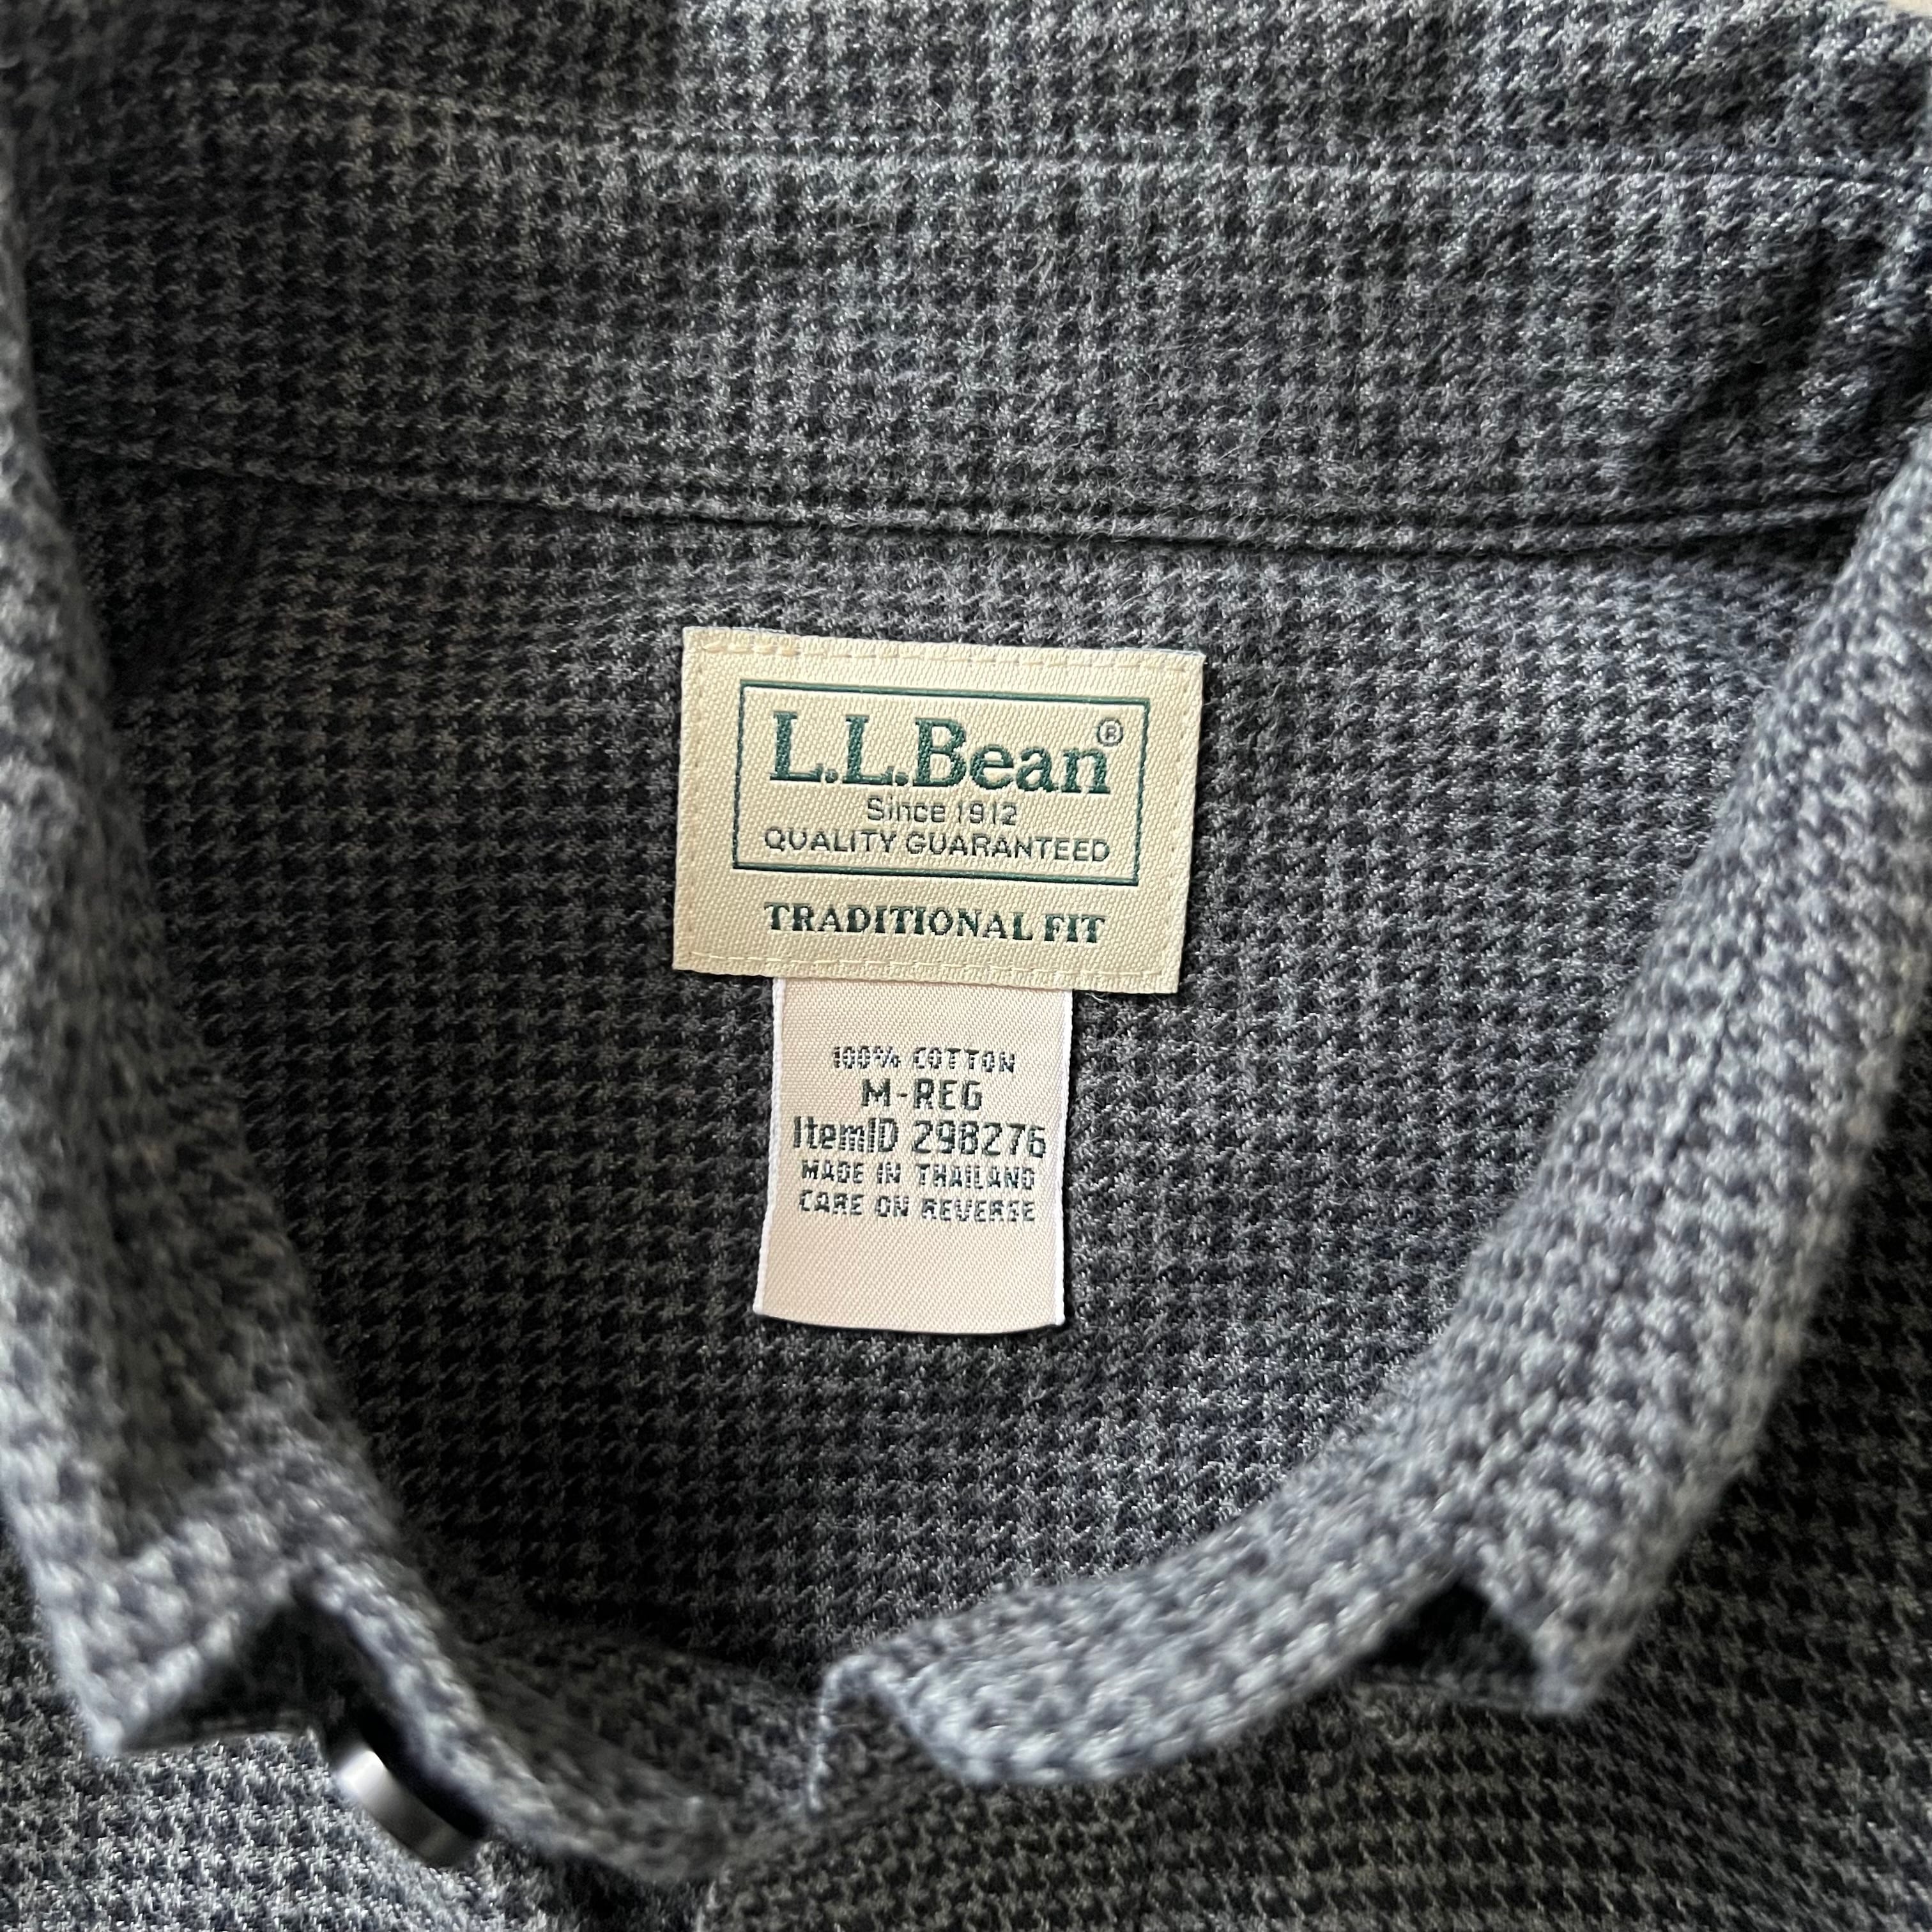 L.L.Bean®
Since 1912
QUALITY GUARANTEED
TRADITIONAL FIT
100% COTTON
M-REG
ItemID 298276
MADE IN THAILAND
CARE ON REVERSE